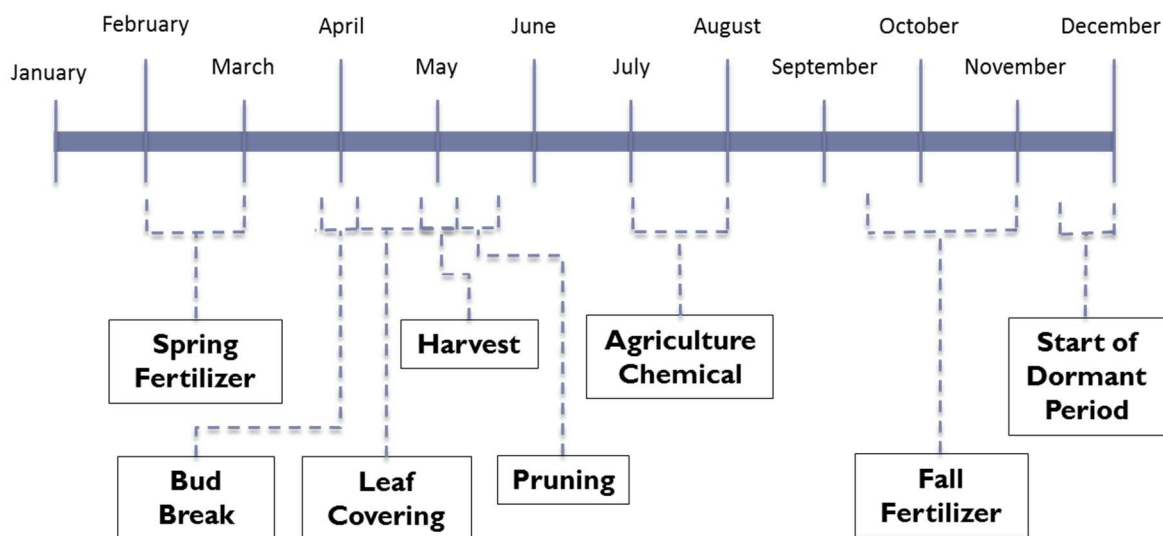 February
April
June
August
October
December
January
March
May
July
September
November
Spring
Fertilizer
Harvest
Agriculture
Chemical
Start of
Dormant
Period
Bud
Break
Leaf
Covering
Pruning
Fall
Fertilizer